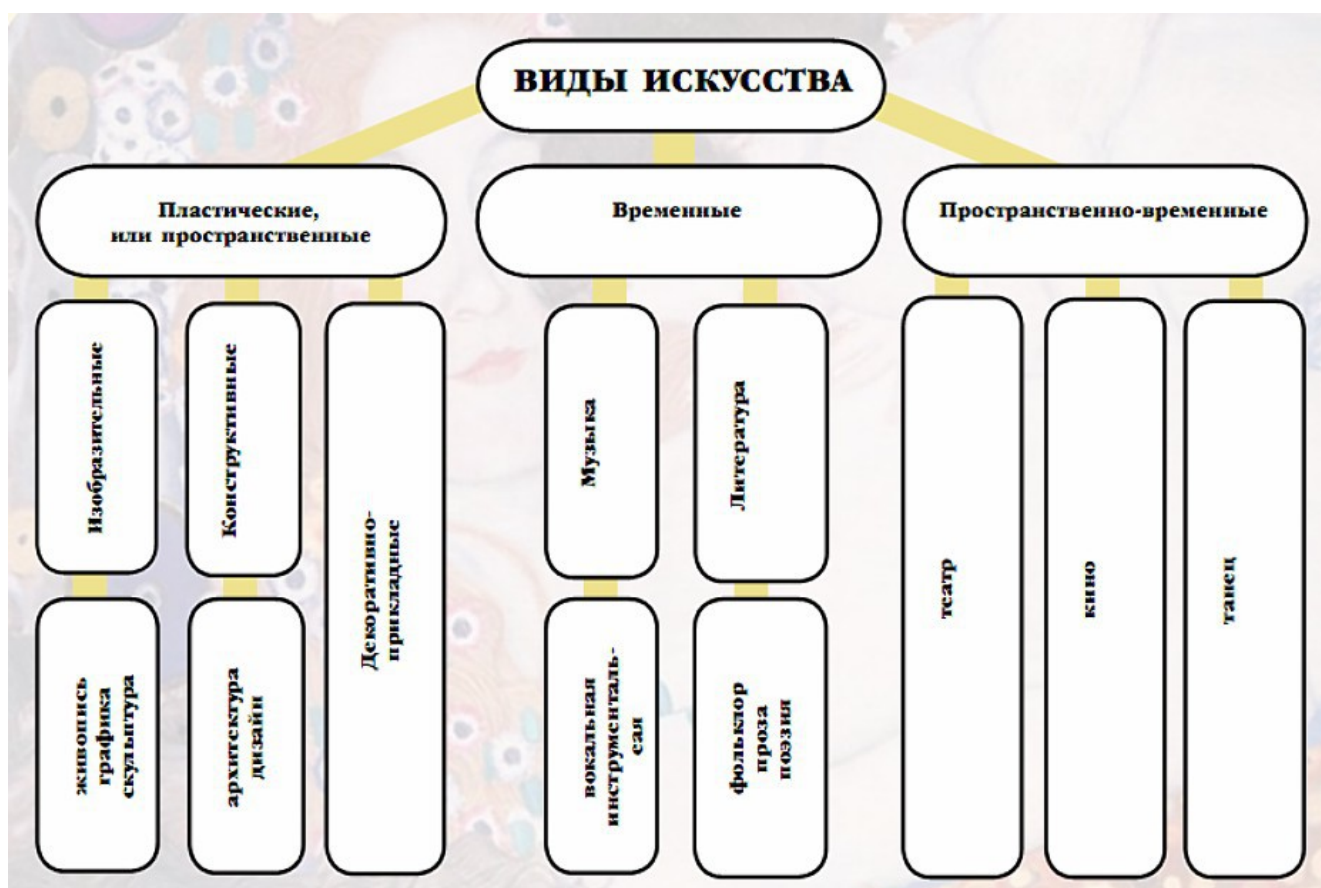 ВИДЫ ИСКУССТВА
Пластические,
или пространственные
Временные
Пространственно-временные
Изобразительные
Конструктивные
Декоративно-
прикладные
Музыка
Литература
театр
кино
танец
живопись
графика
скульптура
архитектура
дизайн
вокальная
инструменталь-
сая
фольклор
проза
поэзия